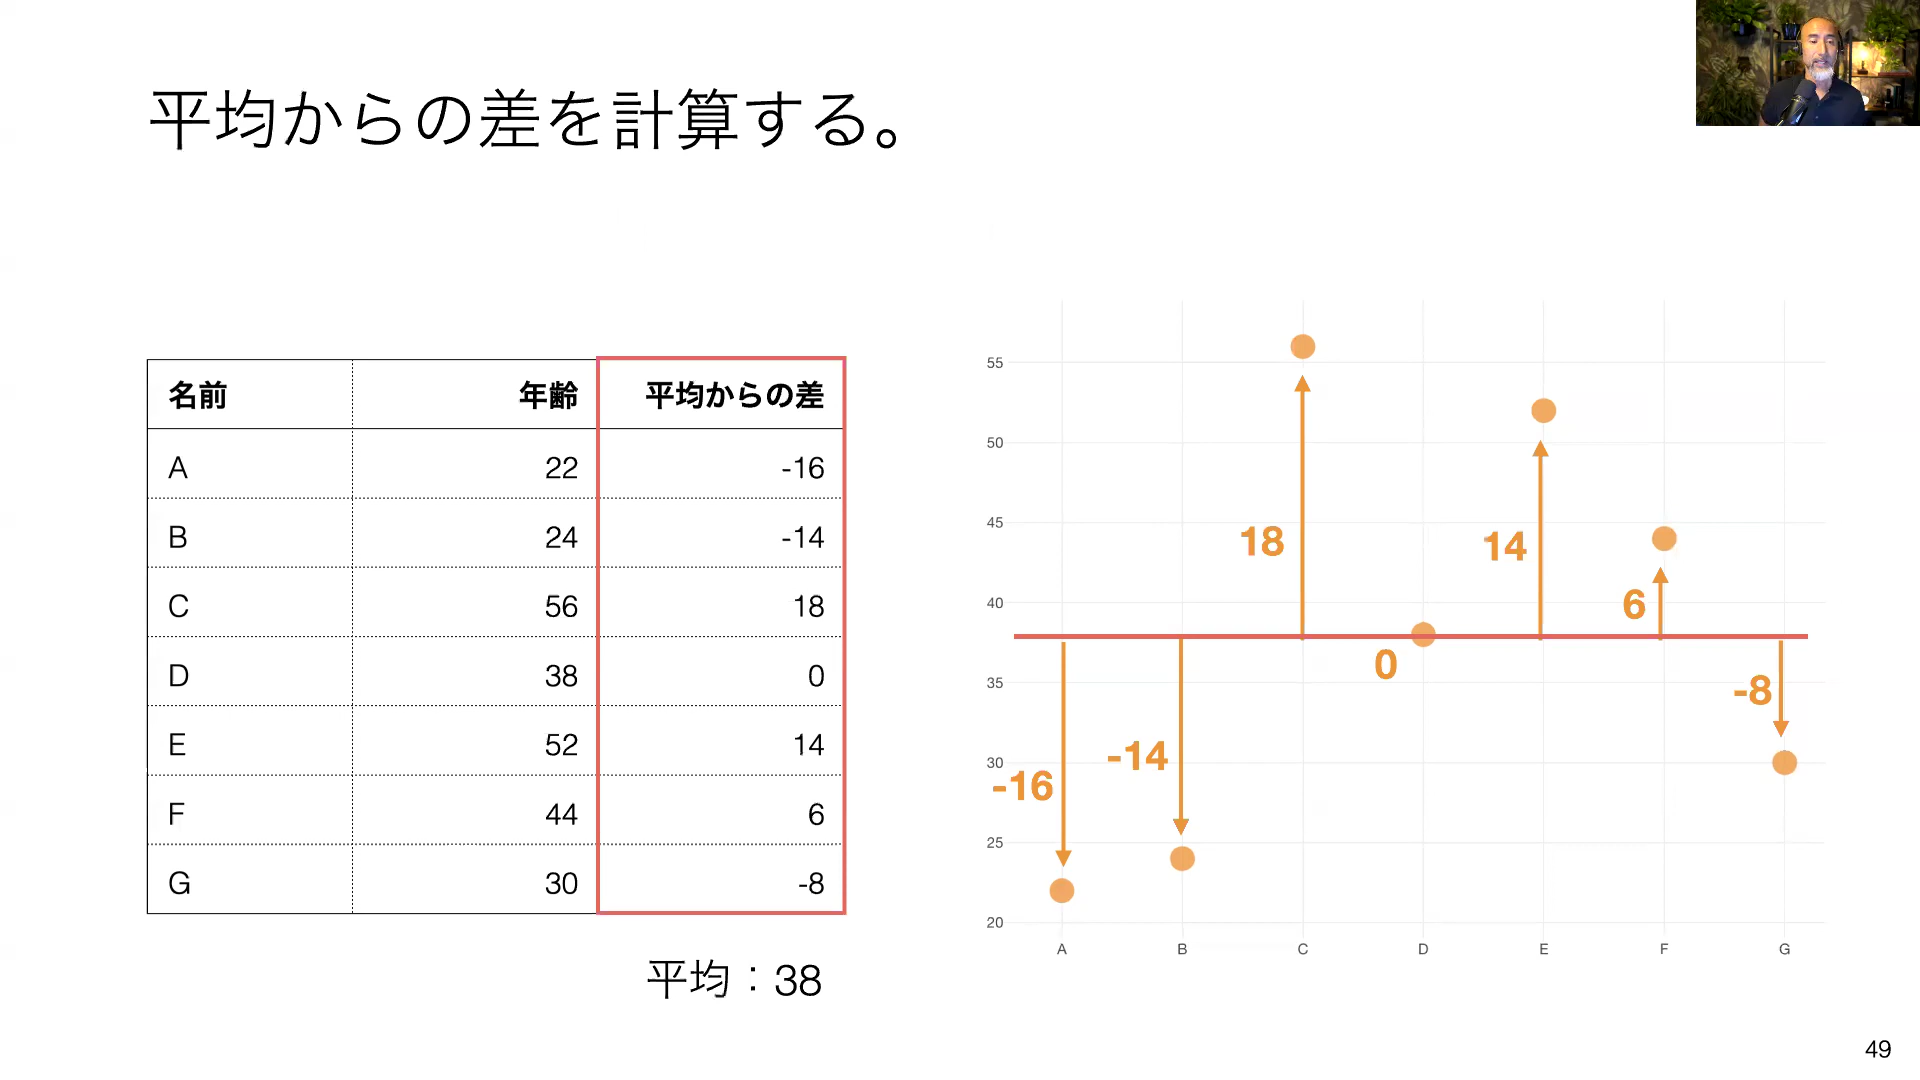 平均からの差を計算する。
名前 年齢 平均からの差
A 22 -16
B 24 -14
C 56 18
D 38 0
E 52 14
F 44 6
G 30 -8
平均：38
55
50
45
40
35
30
25
20
18
14
6
0
-8
-14
-16
A B C D E F G
49